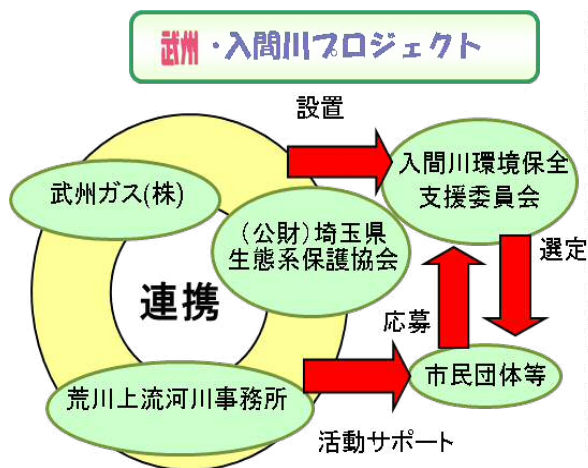 武州・入間川プロジェクト
設置
武州ガス(株)
入間川環境保全
支援委員会
(公財)埼玉県
生態系保護協会
選定
連携
応募
荒川上流河川事務所
市民団体等
活動サポート